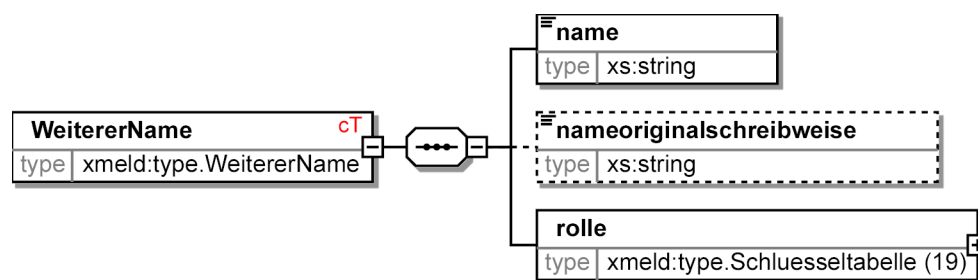 name
type xs:string
WeitererName cT
type xmeld:type.WeitererName
nameoriginalschreibweise
type xs:string
rolle
type xmeld:type.Schluesseltabelle (19)